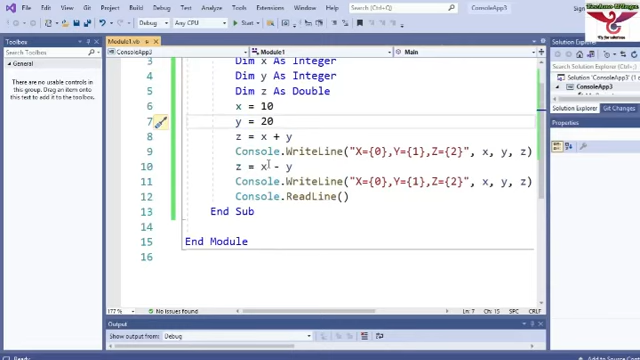 File Edit View Git Project Build Debug Test Analyze Tools Extensions Window Help Search ConsoleApp3
Debug Any CPU Start
Toolbox
Search Toolbox
General
There are no usable controls in this group. Drag an item onto this text to add it to the toolbox.
Module1.vb
ConsoleApp3 Module1 Main
3 Dim x As Integer
4 Dim y As Integer
5 Dim z As Double
6 x = 10
7 y = 20
8 z = x + y
9 Console.WriteLine("X={0},Y={1},Z={2}", x, y, z)
10 z = x - y
11 Console.WriteLine("X={0},Y={1},Z={2}", x, y, z)
12 Console.ReadLine()
13 End Sub
14
15 End Module
16
177 % No issues found Ln: 7 Ch: 15 SPC CRLF
Output
Show output from: Debug
Solution Explorer
Search Solution Explorer
Solution 'ConsoleApp3'
ConsoleApp3
Solution Explorer Git Changes
Properties